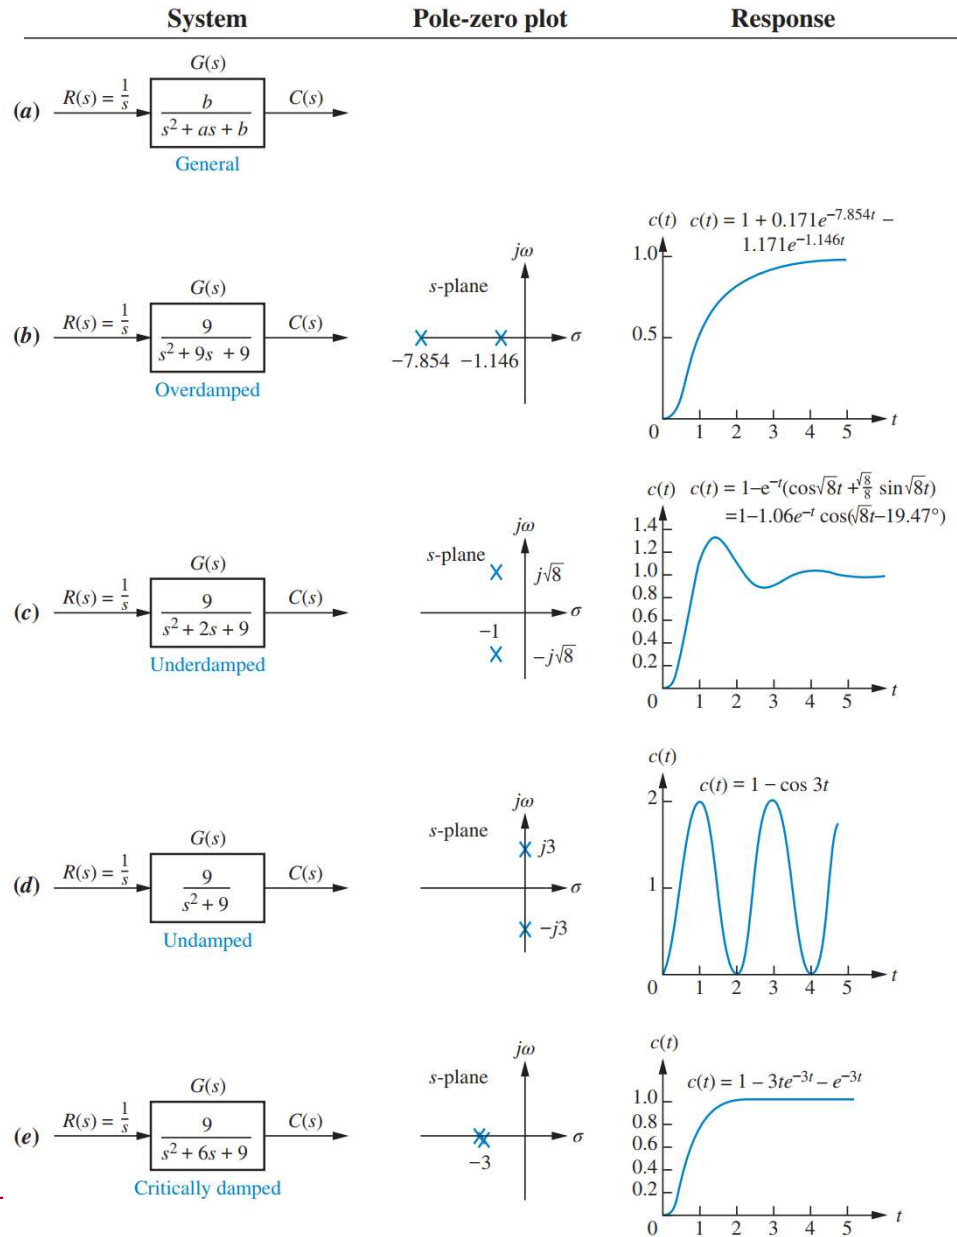 System Pole-zero plot Response
G(s)
(a) R(s) = 1/s b/(s² + as + b) C(s)
General
c(t) c(t) = 1 + 0.171e^−7.854t −
1.171e^−1.146t
jω
1.0
G(s) s-plane
(b) R(s) = 1/s 9/(s² + 9s + 9) C(s) σ 0.5
−7.854 −1.146
Overdamped
0 1 2 3 4 5 t
c(t) c(t) = 1−e^−t(cos√8t + √8/8 sin√8t)
=1−1.06e^−t cos(√8t−19.47°)
jω 1.4
s-plane 1.2
G(s) j√8 1.0
(c) R(s) = 1/s 9/(s² + 2s + 9) C(s) σ 0.8
0.6
−1 0.4
Underdamped −j√8 0.2
0 1 2 3 4 5 t
c(t)
c(t) = 1 − cos 3t
jω 2
G(s) s-plane j3
(d) R(s) = 1/s 9/(s² + 9) C(s) σ 1
−j3
Undamped
0 1 2 3 4 5 t
c(t)
jω
s-plane c(t) = 1 − 3te^−3t − e^−3t
G(s) 1.0
(e) R(s) = 1/s 9/(s² + 6s + 9) C(s) σ 0.8
0.6
−3 0.4
Critically damped 0.2
0 1 2 3 4 5 t